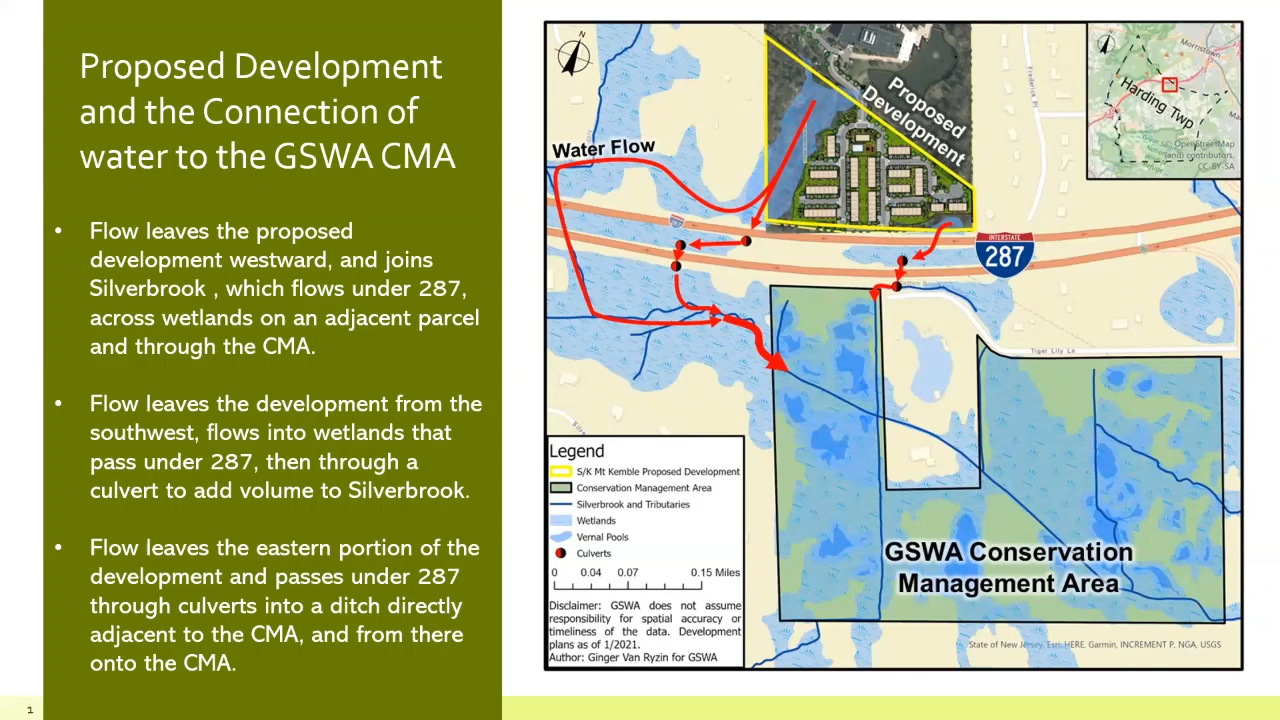 Proposed Development
and the Connection of
water to the GSWA CMA
• Flow leaves the proposed
development westward, and joins
Silverbrook , which flows under 287,
across wetlands on an adjacent parcel
and through the CMA.
• Flow leaves the development from the
southwest, flows into wetlands that
pass under 287, then through a
culvert to add volume to Silverbrook.
• Flow leaves the eastern portion of the
development and passes under 287
through culverts into a ditch directly
adjacent to the CMA, and from there
onto the CMA.
1
N
Water Flow
Proposed
Development
Frederick Pl
Morristown
Harding Twp
© OpenStreetMap
(and) contributors,
CC-BY-SA
INTERSTATE
287
Tiger Lily Ln
GSWA Conservation
Management Area
Legend
S/K Mt Kemble Proposed Development
Conservation Management Area
Silverbrook and Tributaries
Wetlands
Vernal Pools
Culverts
0 0.04 0.07 0.15 Miles
Disclaimer: GSWA does not assume
responsibility for spatial accuracy or
timeliness of the data. Development
plans as of 1/2021.
Author: Ginger Van Ryzin for GSWA
State of New Jersey, Esri, HERE, Garmin, INCREMENT P, NGA, USGS